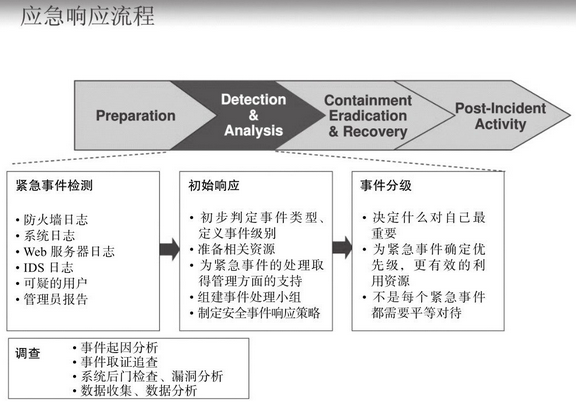 应急响应流程
Preparation
Detection
&
Analysis
Containment
Eradication
& Recovery
Post-Incident
Activity
紧急事件检测
• 防火墙日志
• 系统日志
• Web 服务器日志
• IDS 日志
• 可疑的用户
• 管理员报告
初始响应
• 初步判定事件类型、
定义事件级别
• 准备相关资源
• 为紧急事件的处理取
得管理方面的支持
• 组建事件处理小组
• 制定安全事件响应策略
事件分级
• 决定什么对自己最
重要
• 为紧急事件确定优
先级，更有效的利
用资源
• 不是每个紧急事件
都需要平等对待
调查
• 事件起因分析
• 事件取证追查
• 系统后门检查、漏洞分析
• 数据收集、数据分析